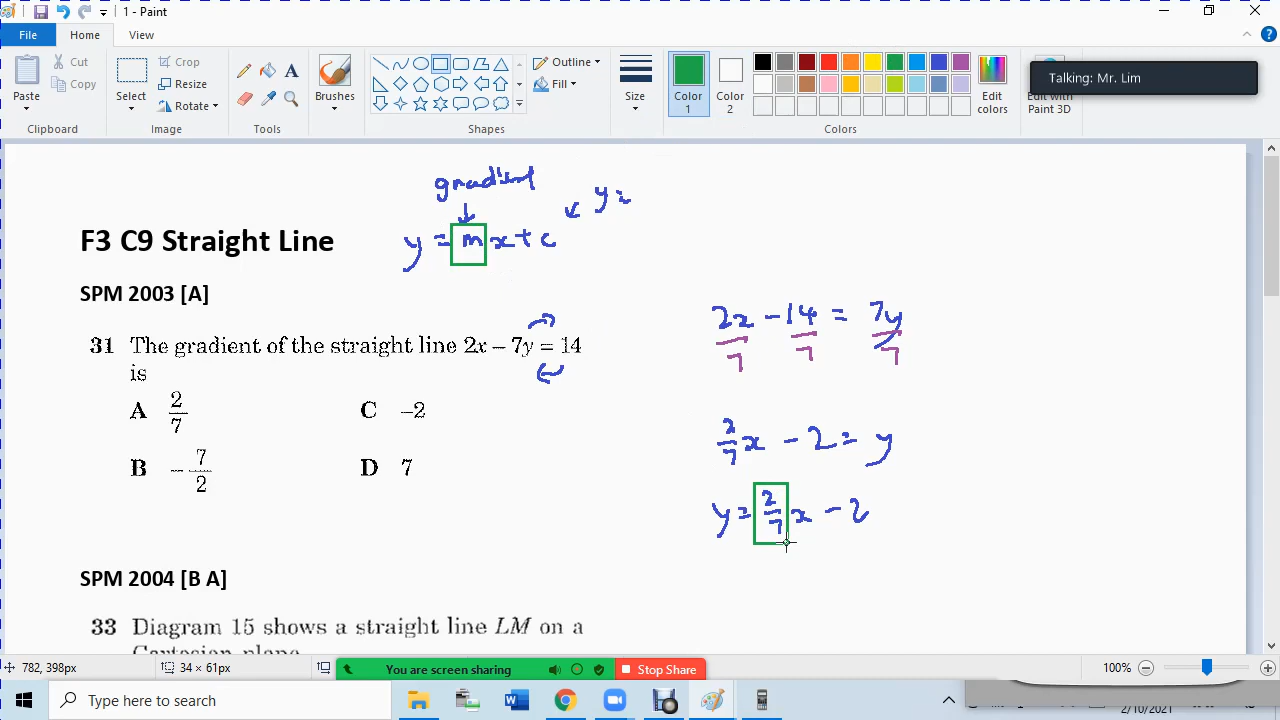 1 - Paint
File Home View
Paste
Cut
Copy
Clipboard
Select
Crop
Resize
Rotate
Image
Tools
Brushes
Outline
Fill
Shapes
Size
Color 1
Color 2
Edit colors
Edit with Paint 3D
Colors
Talking: Mr. Lim
gradient
y =
y = mx + c
F3 C9 Straight Line
SPM 2003 [A]
31 The gradient of the straight line 2x – 7y = 14
is
A 2/7
C –2
B –7/2
D 7
2x/7 – 14/7 = 7y/7
2/7 x – 2 = y
y = 2/7 x – 2
SPM 2004 [B A]
33 Diagram 15 shows a straight line LM on a
Cartesian plane
782, 398px
34 × 61px
You are screen sharing
Stop Share
100%
Type here to search
2/10/2021